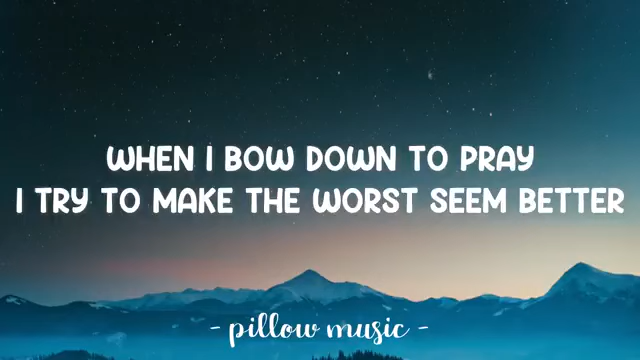 WHEN I BOW DOWN TO PRAY
I TRY TO MAKE THE WORST SEEM BETTER
- pillow music -